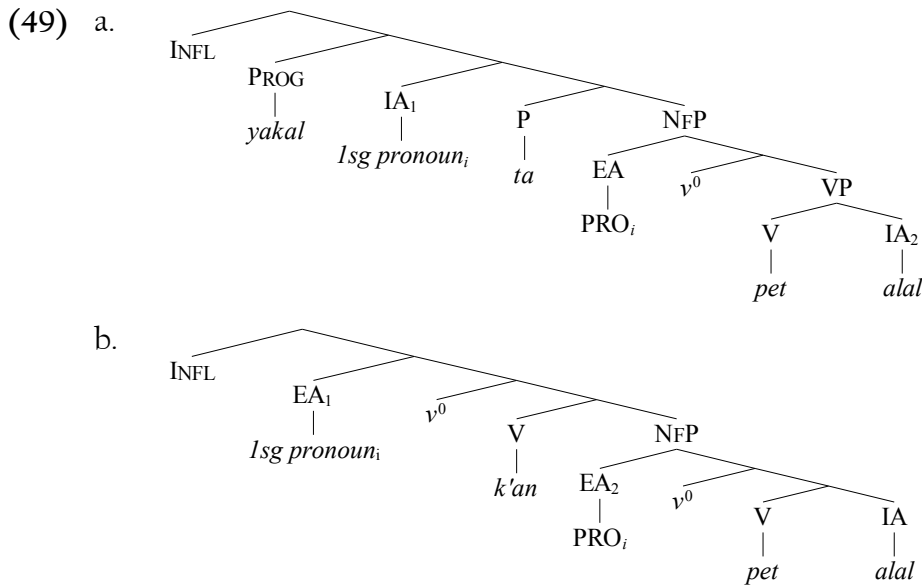 (49) a.
INFL
PROG
yakal
IA₁
1sg pronounᵢ
P
ta
NFP
EA
PROᵢ
v⁰
VP
V
pet
IA₂
alal
b.
INFL
EA₁
1sg pronounᵢ
v⁰
V
k'an
NFP
EA₂
PROᵢ
v⁰
V
pet
IA
alal